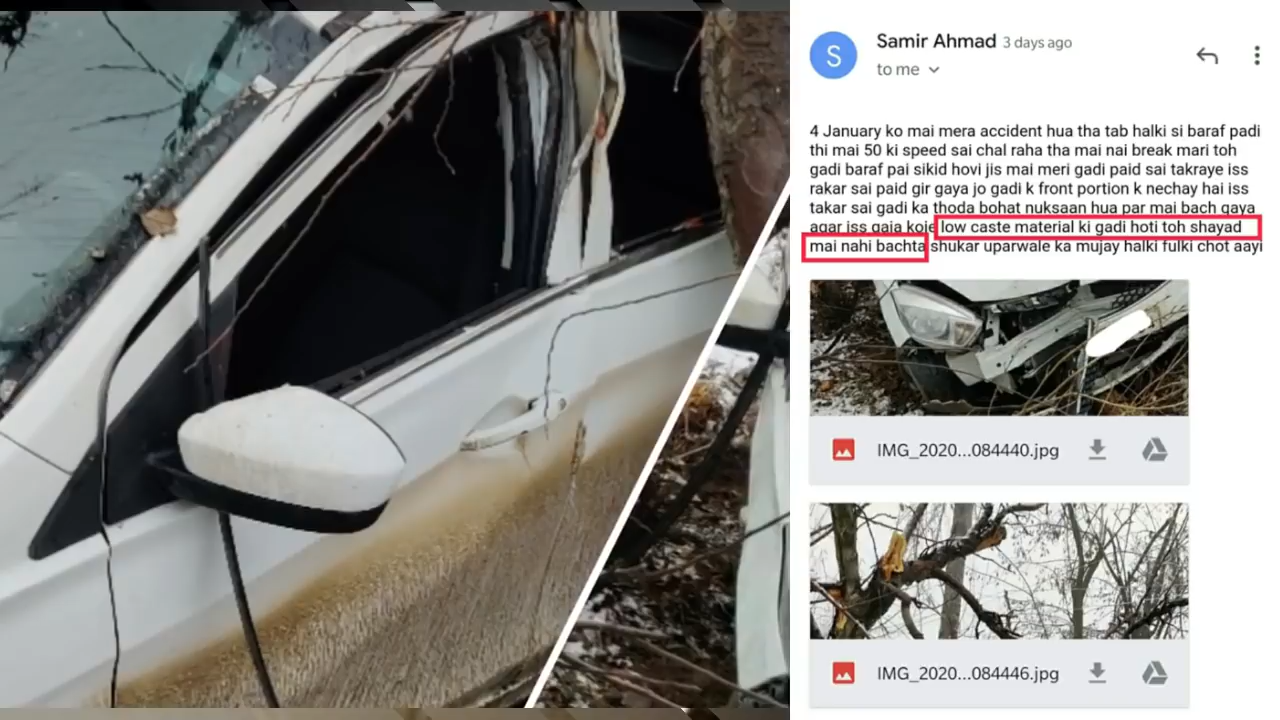 S
Samir Ahmad 3 days ago
to me
4 January ko mai mera accident hua tha tab halki si baraf padi
thi mai 50 ki speed sai chal raha tha mai nai break mari toh
gadi baraf pai sikid hovi jis mai meri gadi paid sai takraye iss
rakar sai paid gir gaya jo gadi k front portion k nechay hai iss
takar sai gadi ka thoda bohat nuksaan hua par mai bach gaya
agar iss gaja koie low caste material ki gadi hoti toh shayad
mai nahi bachta shukar uparwale ka mujay halki fulki chot aayi
IMG_2020...084440.jpg
IMG_2020...084446.jpg